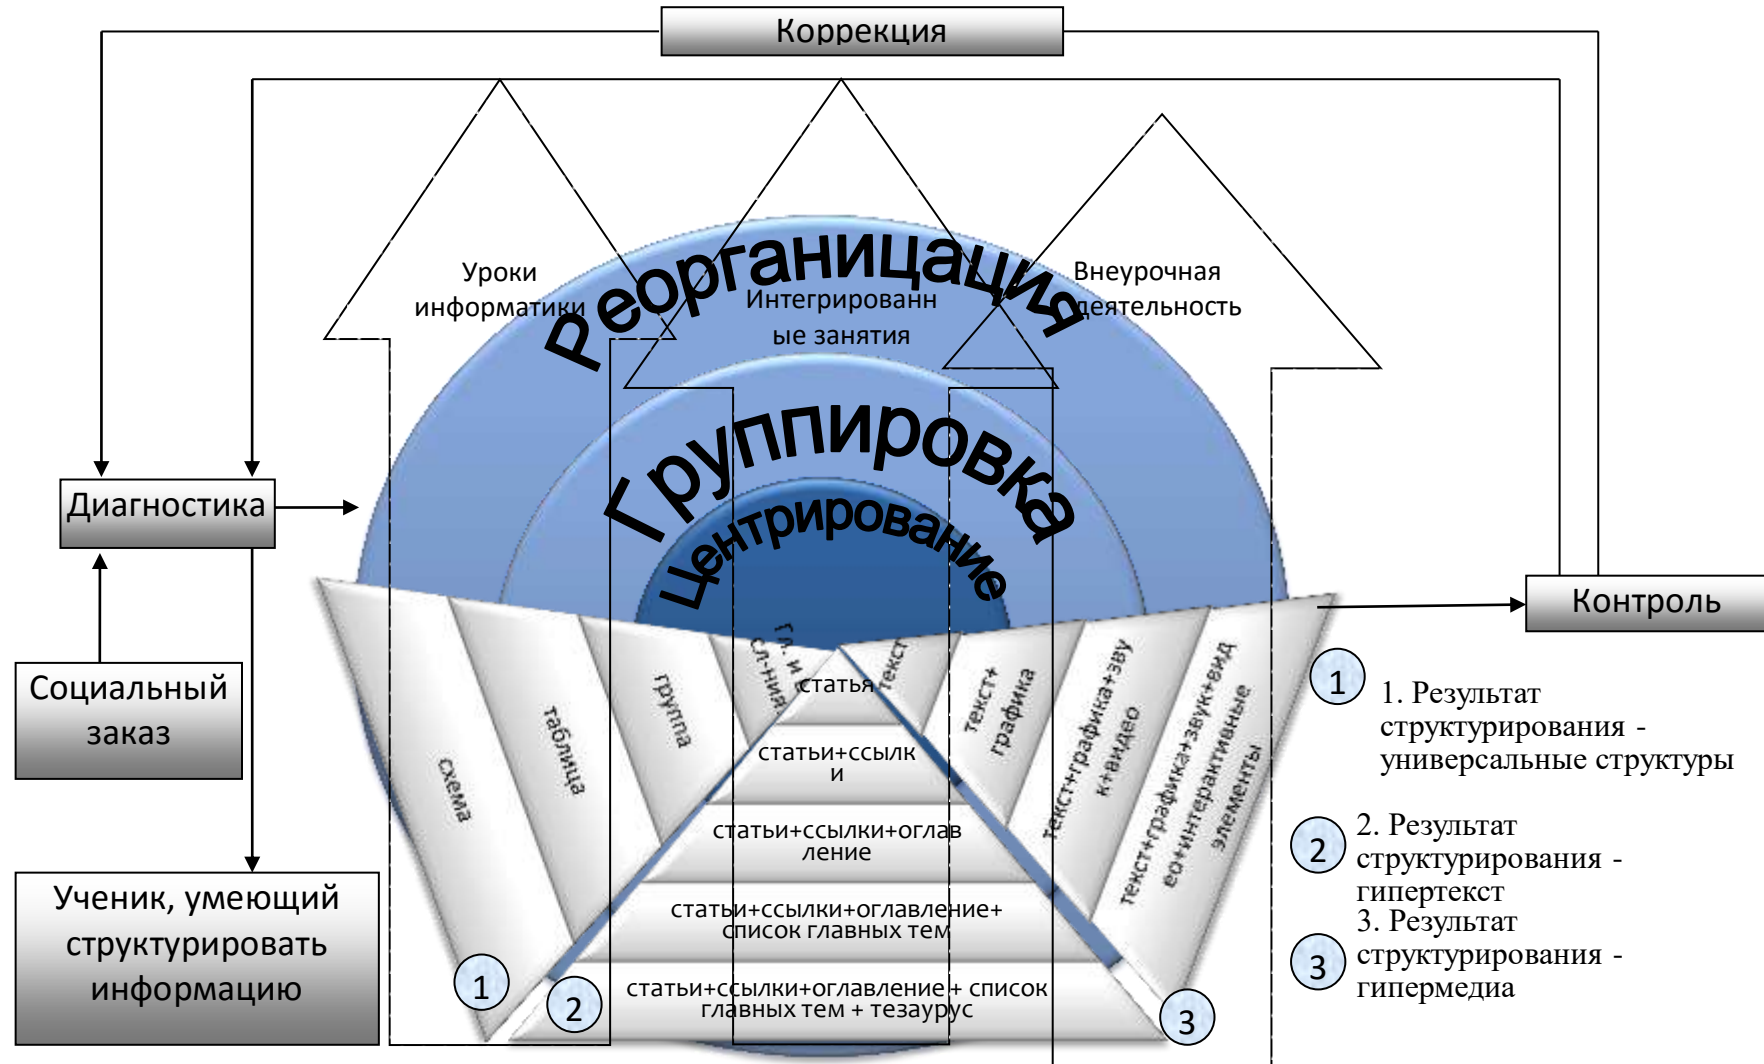 Коррекция
Уроки
информатики
Реорганицация
Интегрированн
ые занятия
Внеурочная
деятельность
Группировка
Центрирование
Диагностика
Контроль
Социальный
заказ
Ученик, умеющий
структурировать
информацию
схема
таблица
группа
Гл. и
сл-ния
статья
статьи+ссылк
и
статьи+ссылки+оглав
ление
статьи+ссылки+оглавление+
список главных тем
статьи+ссылки+оглавление+ список
главных тем + тезаурус
текст
текст+
графика
текст+графика+зву
к+видео
текст+графика+звук+вид
ео+интерактивные
элементы
1
2
3
1
1. Результат
структурирования -
универсальные структуры
2
2. Результат
структурирования -
гипертекст
3
3. Результат
структурирования -
гипермедиа